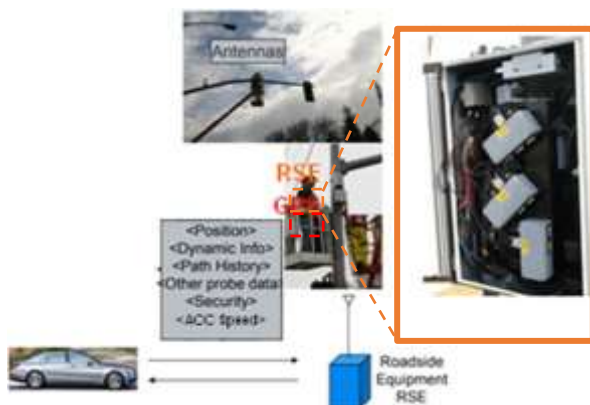 Antennas
RSE
<Position>
<Dynamic Info>
<Path History>
<Other probe data>
<Security>
<ACC Speed>
Roadside
Equipment
RSE